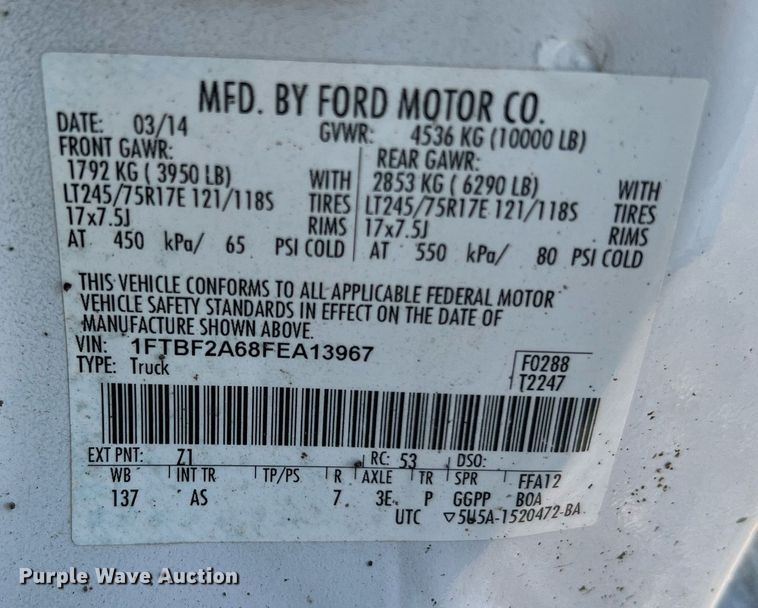 MFD. BY FORD MOTOR CO.
DATE: 03/14 GVWR: 4536 KG (10000 LB)
FRONT GAWR: REAR GAWR:
1792 KG ( 3950 LB) WITH 2853 KG ( 6290 LB) WITH
LT245/75R17E 121/118S TIRES LT245/75R17E 121/118S TIRES
17x7.5J RIMS 17x7.5J RIMS
AT 450 kPa/ 65 PSI COLD AT 550 kPa/ 80 PSI COLD
THIS VEHICLE CONFORMS TO ALL APPLICABLE FEDERAL MOTOR
VEHICLE SAFETY STANDARDS IN EFFECT ON THE DATE OF
MANUFACTURE SHOWN ABOVE.
VIN: 1FTBF2A68FEA13967 F0288
TYPE: Truck T2247
EXT PNT: Z1 RC: 53 DSO:
WB INT TR TP/PS R AXLE TR SPR FFA12
137 AS 7 3E P GGPP B0A
UTC ▽5U5A-1520472-BA
Purple Wave Auction